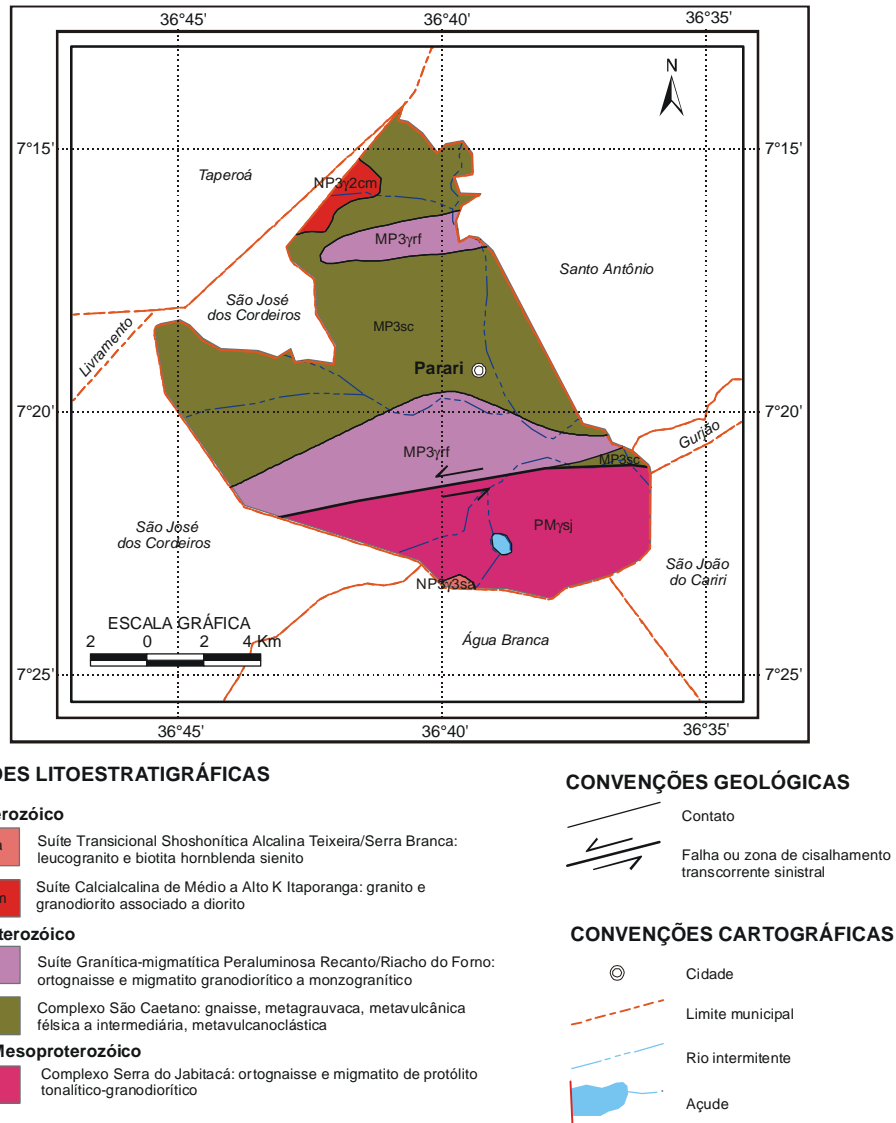 36°45' 36°40' 36°35'
N
7°15' 7°15'
Taperoá
NP3γ2cm
MP3γrf
Santo Antônio
São José
dos Cordeiros
MP3sc
Livramento
Parari
7°20' 7°20'
Gurjão
MP3γrf
MP3sc
PMγsj
São José
dos Cordeiros
São João
do Cariri
NP3γ3sa
ESCALA GRÁFICA
2 0 2 4 Km
Água Branca
7°25' 7°25'
36°45' 36°40' 36°35'
ES LITOESTRATIGRÁFICAS
erozóico
a
Suíte Transicional Shoshonítica Alcalina Teixeira/Serra Branca:
leucogranito e biotita hornblenda sienito
m
Suíte Calcialcalina de Médio a Alto K Itaporanga: granito e
granodiorito associado a diorito
terozóico
Suíte Granítica-migmatítica Peraluminosa Recanto/Riacho do Forno:
ortognaisse e migmatito granodiorítico a monzogranítico
Complexo São Caetano: gnaisse, metagrauvaca, metavulcânica
félsica a intermediária, metavulcanoclástica
Mesoproterozóico
Complexo Serra do Jabitacá: ortognaisse e migmatito de protólito
tonalítico-granodiorítico
CONVENÇÕES GEOLÓGICAS
Contato
Falha ou zona de cisalhamento
transcorrente sinistral
CONVENÇÕES CARTOGRÁFICAS
Cidade
Limite municipal
Rio intermitente
Açude